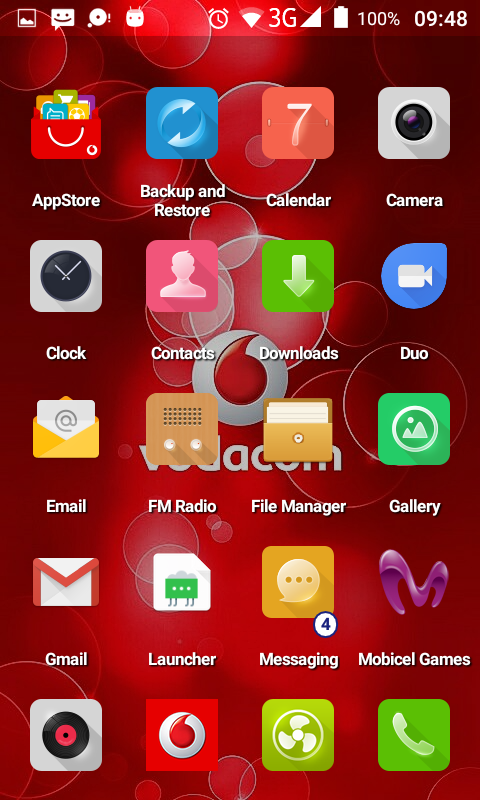 3G 100% 09:48
7
AppStore
Backup and
Restore
Calendar
Camera
Clock
Contacts
Downloads
Duo
vodacom
@
Email
FM Radio
File Manager
Gallery
4
Gmail
Launcher
Messaging
Mobicel Games